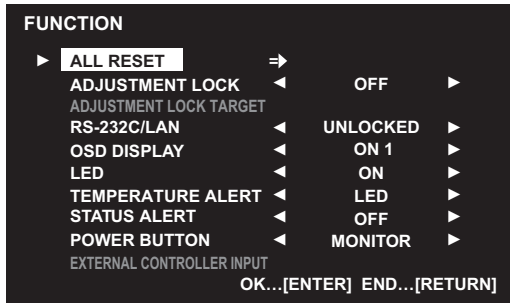 FUNCTION
ALL RESET
ADJUSTMENT LOCK OFF
ADJUSTMENT LOCK TARGET
RS-232C/LAN UNLOCKED
OSD DISPLAY ON 1
LED ON
TEMPERATURE ALERT LED
STATUS ALERT OFF
POWER BUTTON MONITOR
EXTERNAL CONTROLLER INPUT
OK…[ENTER] END…[RETURN]